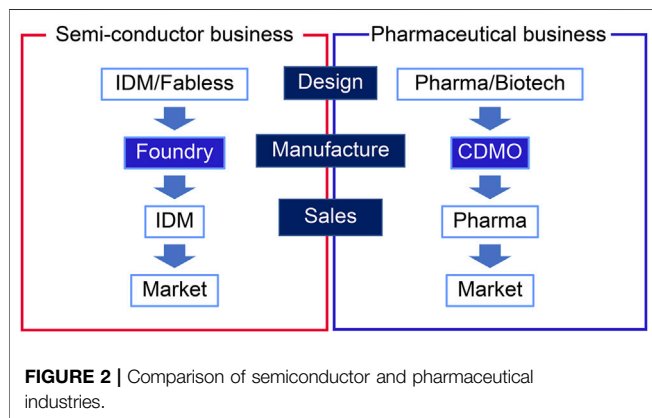 Semi-conductor business
Pharmaceutical business
IDM/Fabless
Design
Pharma/Biotech
Foundry
Manufacture
CDMO
IDM
Sales
Pharma
Market
Market
FIGURE 2 | Comparison of semiconductor and pharmaceutical
industries.